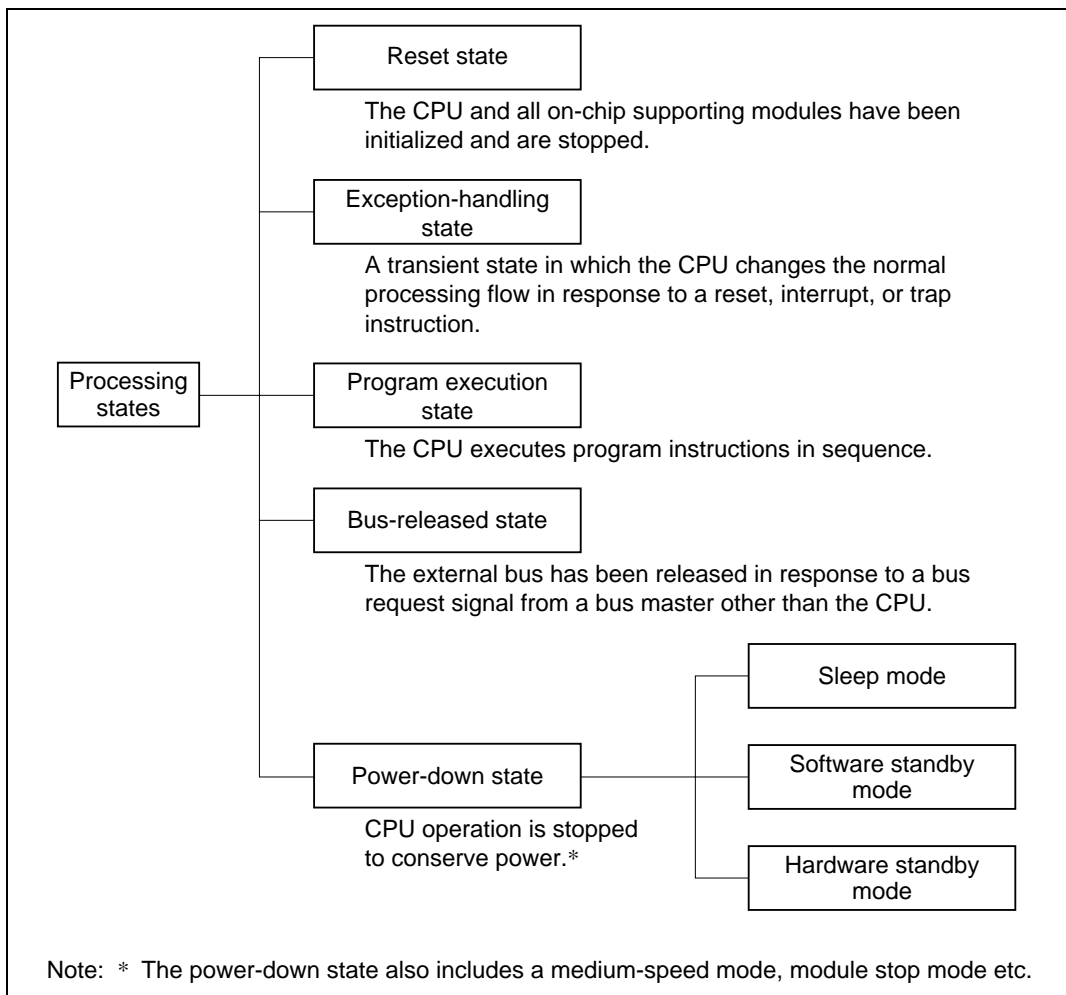 Reset state
The CPU and all on-chip supporting modules have been
initialized and are stopped.
Exception-handling
state
A transient state in which the CPU changes the normal
processing flow in response to a reset, interrupt, or trap
instruction.
Processing
states
Program execution
state
The CPU executes program instructions in sequence.
Bus-released state
The external bus has been released in response to a bus
request signal from a bus master other than the CPU.
Sleep mode
Power-down state
CPU operation is stopped
to conserve power.*
Software standby
mode
Hardware standby
mode
Note: * The power-down state also includes a medium-speed mode, module stop mode etc.